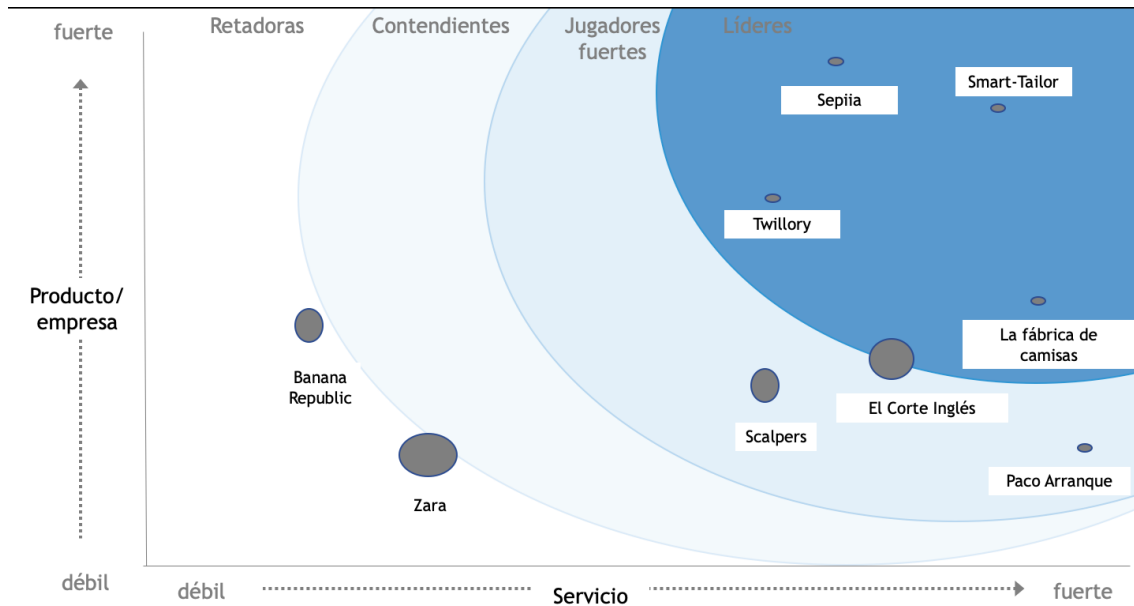 fuerte
Retadoras
Contendientes
Jugadores
fuertes
Líderes
Sepiia
Smart-Tailor
Twillory
Producto/
empresa
La fábrica de
camisas
Banana
Republic
El Corte Inglés
Scalpers
Paco Arranque
Zara
débil
débil
Servicio
fuerte